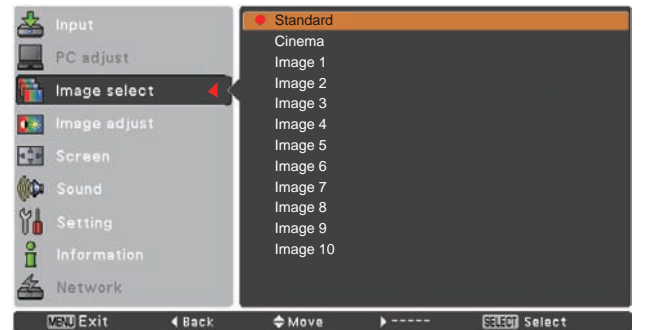 Input
PC adjust
Image select
Image adjust
Screen
Sound
Setting
Information
Network
Standard
Cinema
Image 1
Image 2
Image 3
Image 4
Image 5
Image 6
Image 7
Image 8
Image 9
Image 10
MENU Exit
Back
Move
-----
SELECT Select